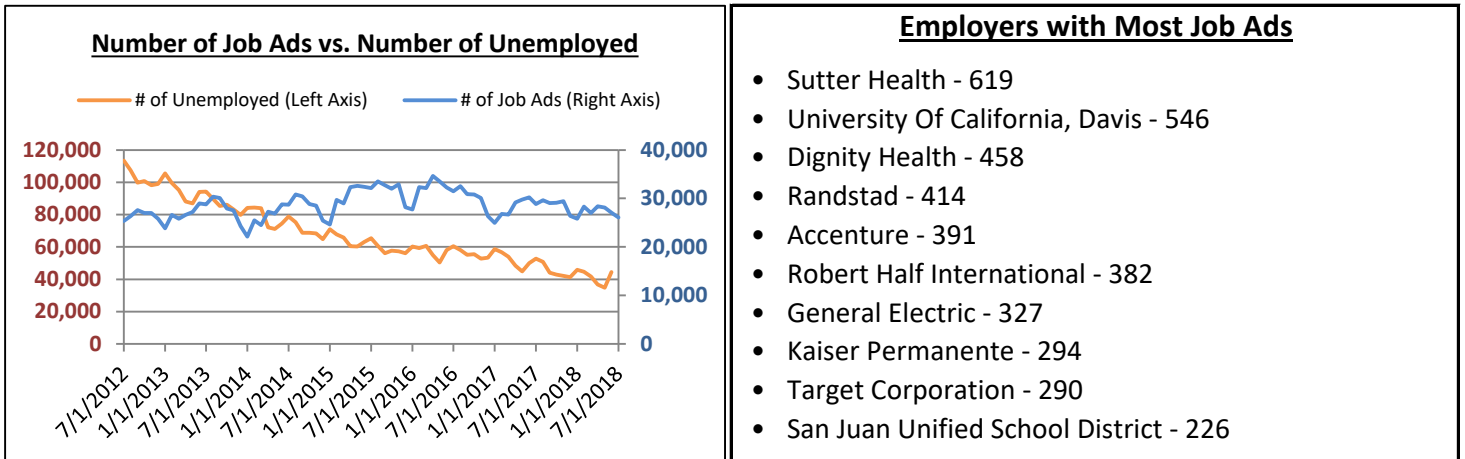 Number of Job Ads vs. Number of Unemployed
# of Unemployed (Left Axis) # of Job Ads (Right Axis)
120,000
100,000
80,000
60,000
40,000
20,000
0
40,000
30,000
20,000
10,000
0
7/1/2012
1/1/2013
7/1/2013
1/1/2014
7/1/2014
1/1/2015
7/1/2015
1/1/2016
7/1/2016
1/1/2017
7/1/2017
1/1/2018
7/1/2018
Employers with Most Job Ads
• Sutter Health - 619
• University Of California, Davis - 546
• Dignity Health - 458
• Randstad - 414
• Accenture - 391
• Robert Half International - 382
• General Electric - 327
• Kaiser Permanente - 294
• Target Corporation - 290
• San Juan Unified School District - 226